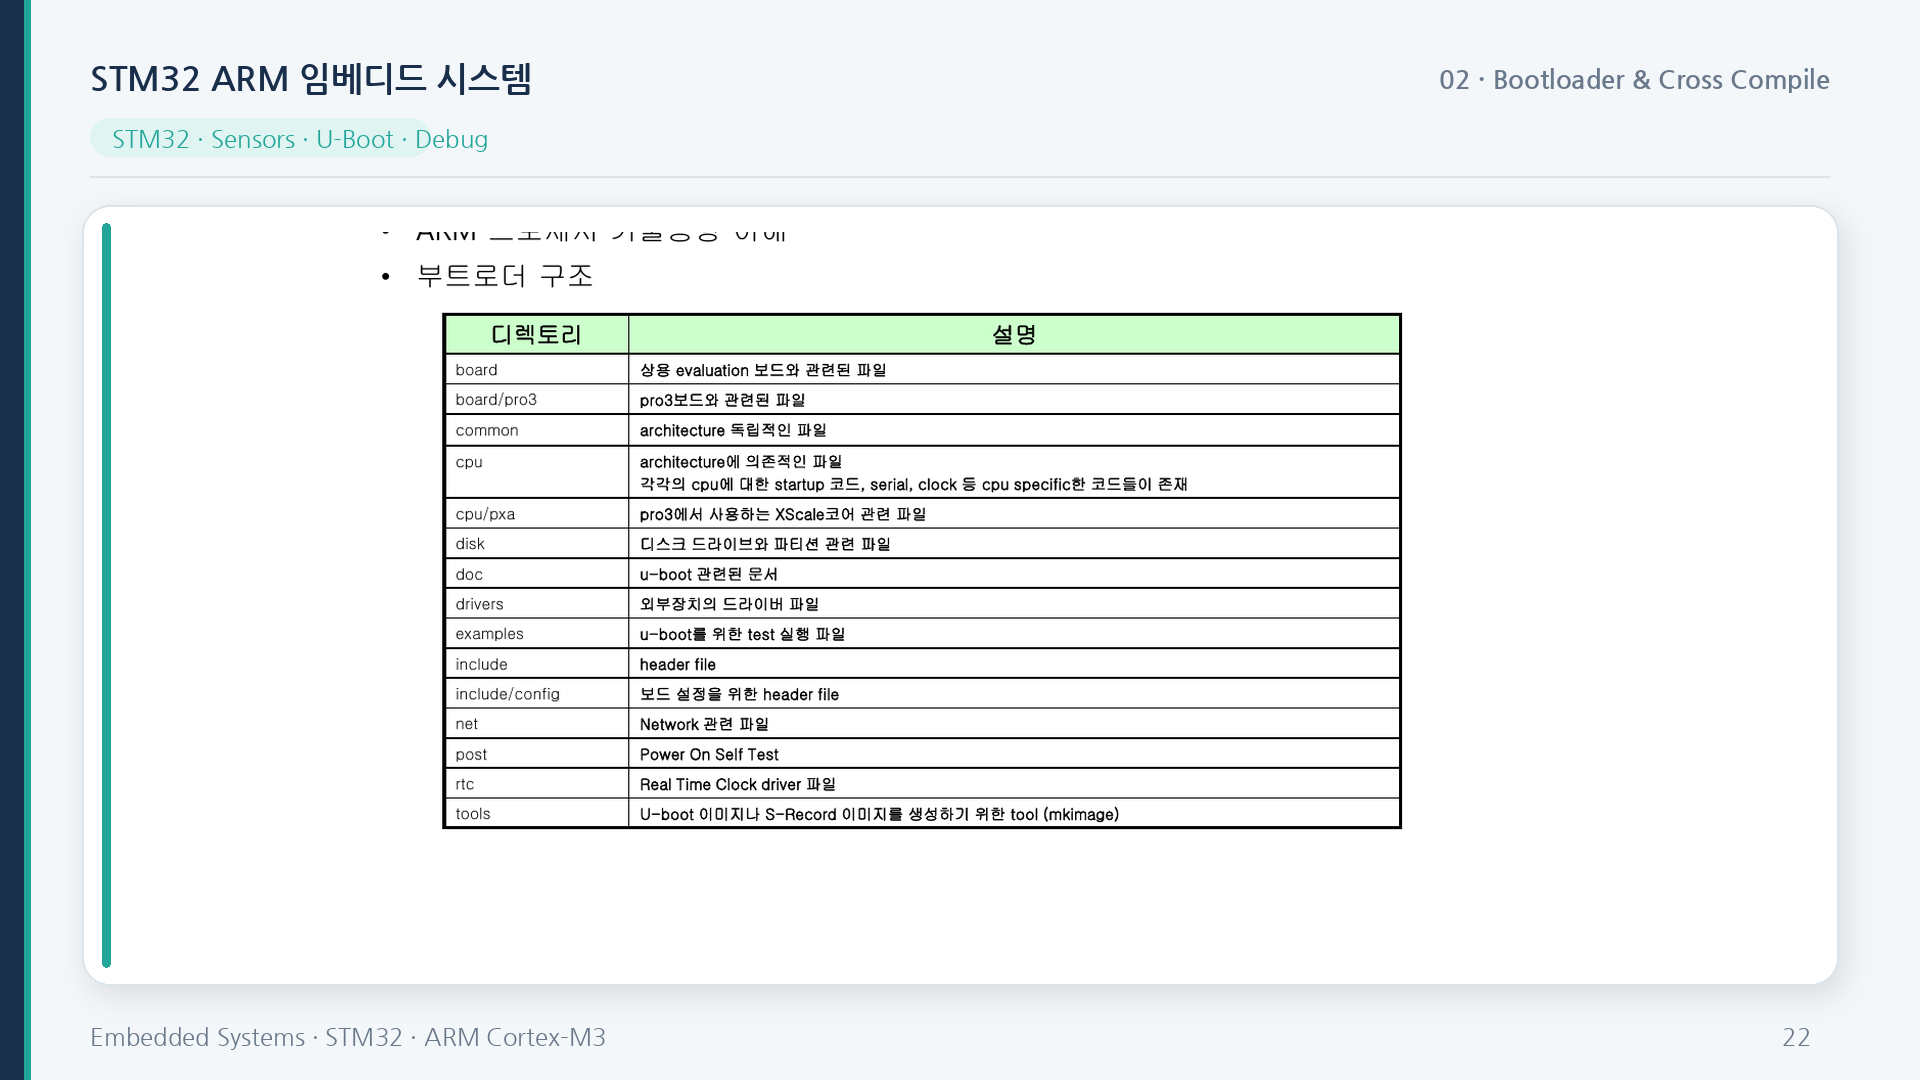 STM32 ARM 임베디드 시스템
02 · Bootloader & Cross Compile
STM32 · Sensors · U-Boot · Debug
• 부트로더 구조
디렉토리 설명
board 상용 evaluation 보드와 관련된 파일
board/pro3 pro3보드와 관련된 파일
common architecture 독립적인 파일
cpu architecture에 의존적인 파일
각각의 cpu에 대한 startup 코드, serial, clock 등 cpu specific한 코드들이 존재
cpu/pxa pro3에서 사용하는 XScale코어 관련 파일
disk 디스크 드라이브와 파티션 관련 파일
doc u-boot 관련된 문서
drivers 외부장치의 드라이버 파일
examples u-boot를 위한 test 실행 파일
include header file
include/config 보드 설정을 위한 header file
net Network 관련 파일
post Power On Self Test
rtc Real Time Clock driver 파일
tools U-boot 이미지나 S-Record 이미지를 생성하기 위한 tool (mkimage)
Embedded Systems · STM32 · ARM Cortex-M3
22